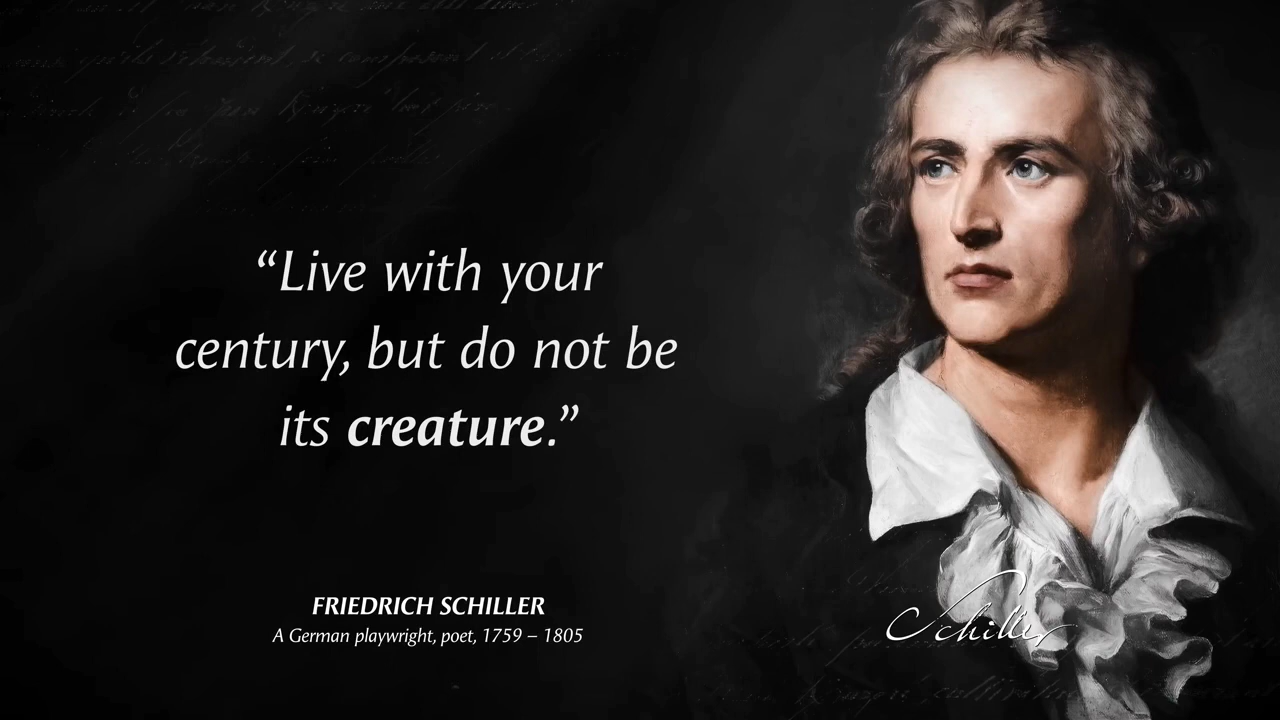 “Live with your
century, but do not be
its creature.”
FRIEDRICH SCHILLER
A German playwright, poet, 1759 – 1805
Schiller